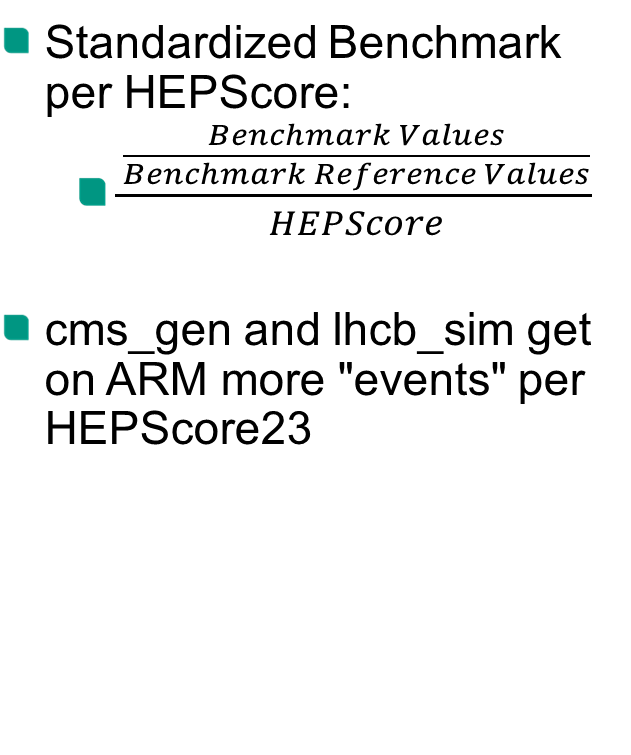 Standardized Benchmark
per HEPScore:
Benchmark Values
Benchmark Reference Values
HEPScore
cms_gen and lhcb_sim get
on ARM more "events" per
HEPScore23